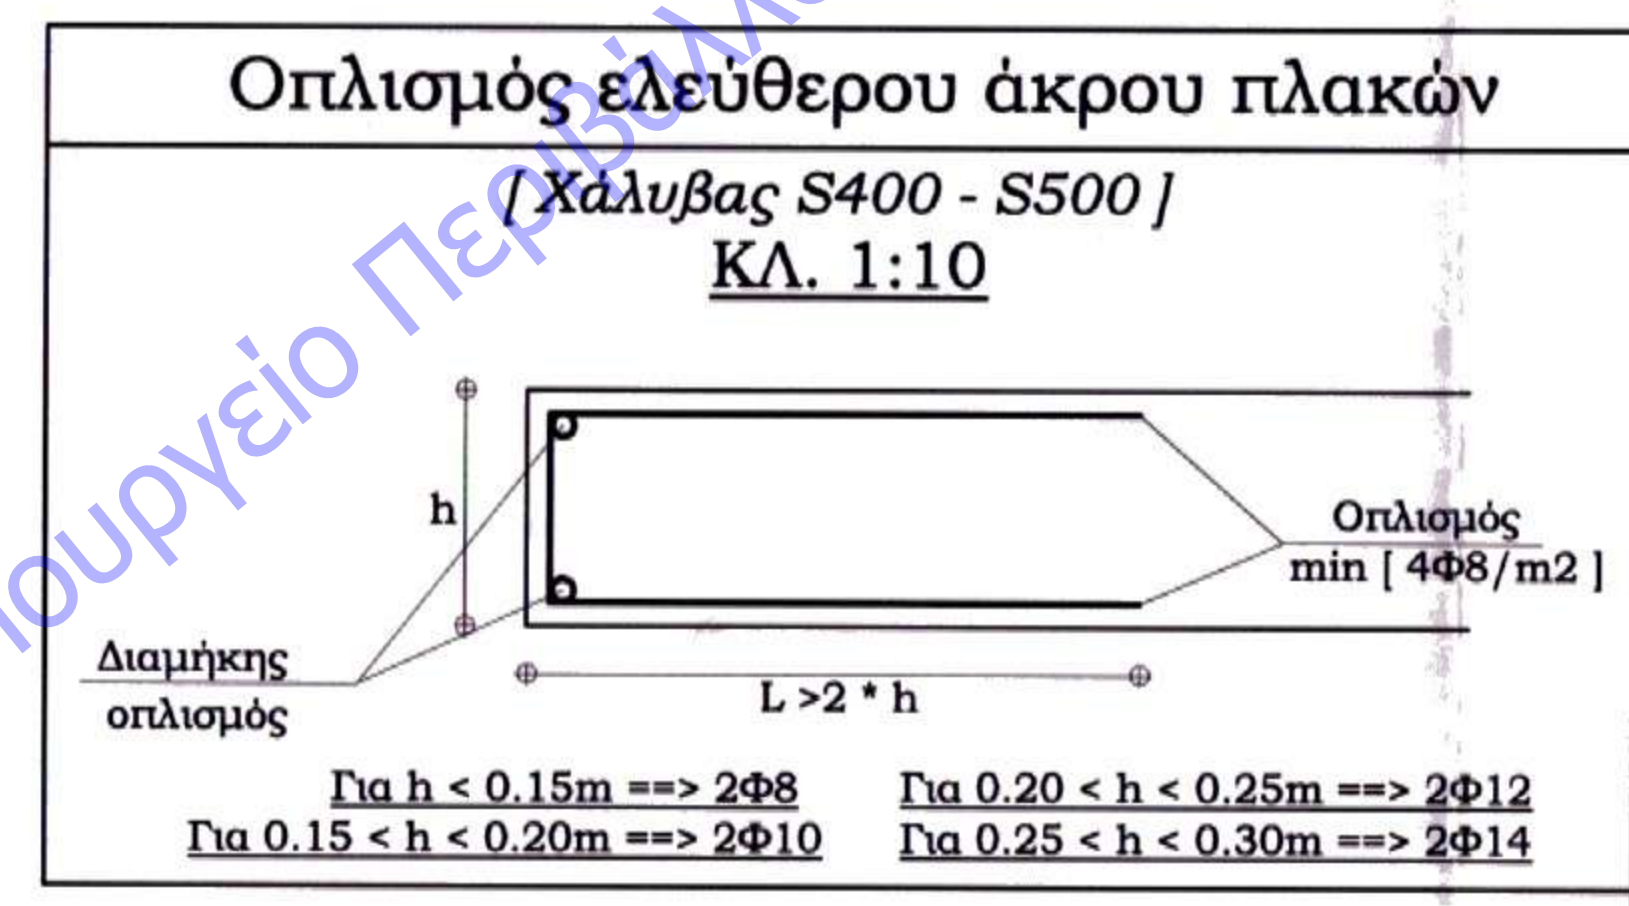 Οπλισμός ελεύθερου άκρου πλακών
[ Χάλυβας S400 - S500 ]
ΚΛ. 1:10
h
Οπλισμός
min [ 4Φ8/m2 ]
Διαμήκης
οπλισμός
L >2 * h
Για h < 0.15m ==> 2Φ8
Για 0.20 < h < 0.25m ==> 2Φ12
Για 0.15 < h < 0.20m ==> 2Φ10
Για 0.25 < h < 0.30m ==> 2Φ14